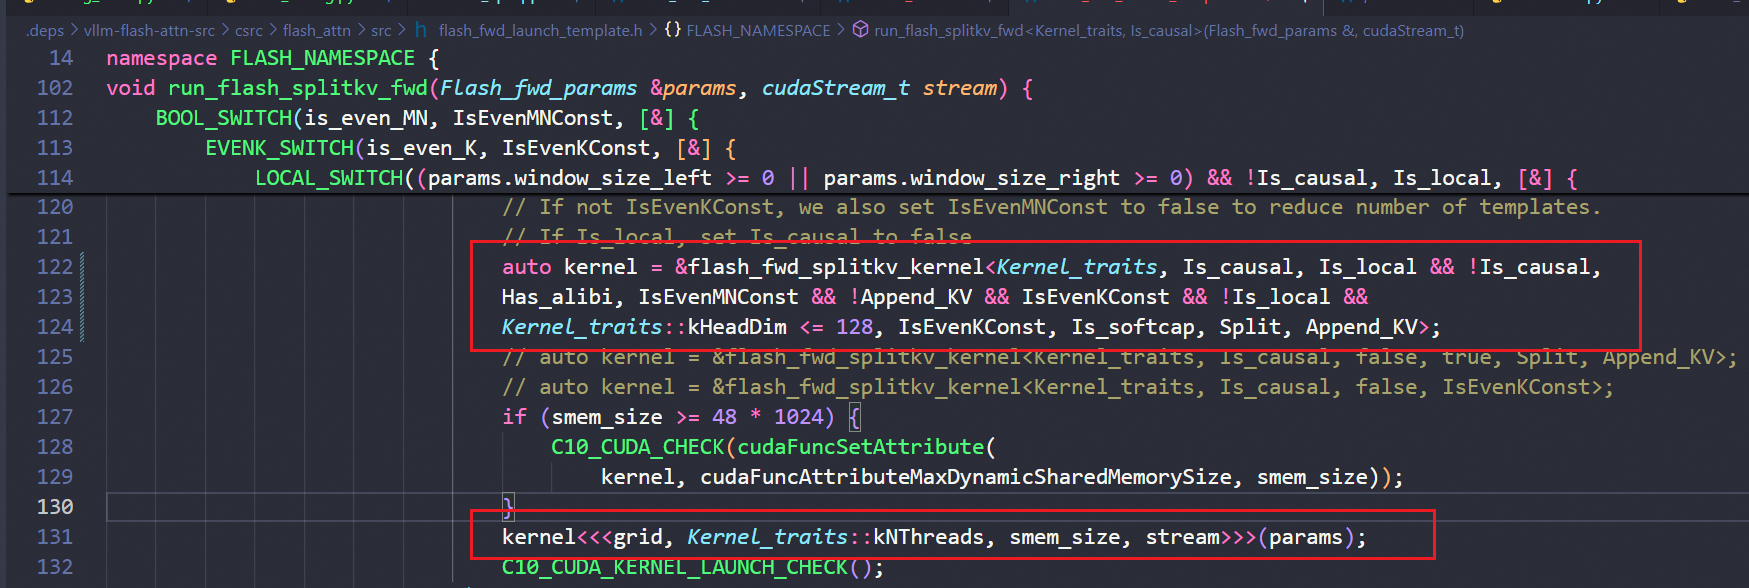 .deps > vllm-flash-attn-src > csrc > flash_attn > src > h flash_fwd_launch_template.h > {} FLASH_NAMESPACE > run_flash_splitkv_fwd<Kernel_traits, Is_causal>(Flash_fwd_params &, cudaStream_t)
14 namespace FLASH_NAMESPACE {
102 void run_flash_splitkv_fwd(Flash_fwd_params &params, cudaStream_t stream) {
112 BOOL_SWITCH(is_even_MN, IsEvenMNConst, [&] {
113 EVENK_SWITCH(is_even_K, IsEvenKConst, [&] {
114 LOCAL_SWITCH((params.window_size_left >= 0 || params.window_size_right >= 0) && !Is_causal, Is_local, [&] {
120 // If not IsEvenKConst, we also set IsEvenMNConst to false to reduce number of templates.
121 // If Is_local, set Is_causal to false
122 auto kernel = &flash_fwd_splitkv_kernel<Kernel_traits, Is_causal, Is_local && !Is_causal,
123 Has_alibi, IsEvenMNConst && !Append_KV && IsEvenKConst && !Is_local &&
124 Kernel_traits::kHeadDim <= 128, IsEvenKConst, Is_softcap, Split, Append_KV>;
125 // auto kernel = &flash_fwd_splitkv_kernel<Kernel_traits, Is_causal, false, true, Split, Append_KV>;
126 // auto kernel = &flash_fwd_splitkv_kernel<Kernel_traits, Is_causal, false, IsEvenKConst>;
127 if (smem_size >= 48 * 1024) {
128 C10_CUDA_CHECK(cudaFuncSetAttribute(
129 kernel, cudaFuncAttributeMaxDynamicSharedMemorySize, smem_size));
130 }
131 kernel<<<grid, Kernel_traits::kNThreads, smem_size, stream>>>(params);
132 C10_CUDA_KERNEL_LAUNCH_CHECK();